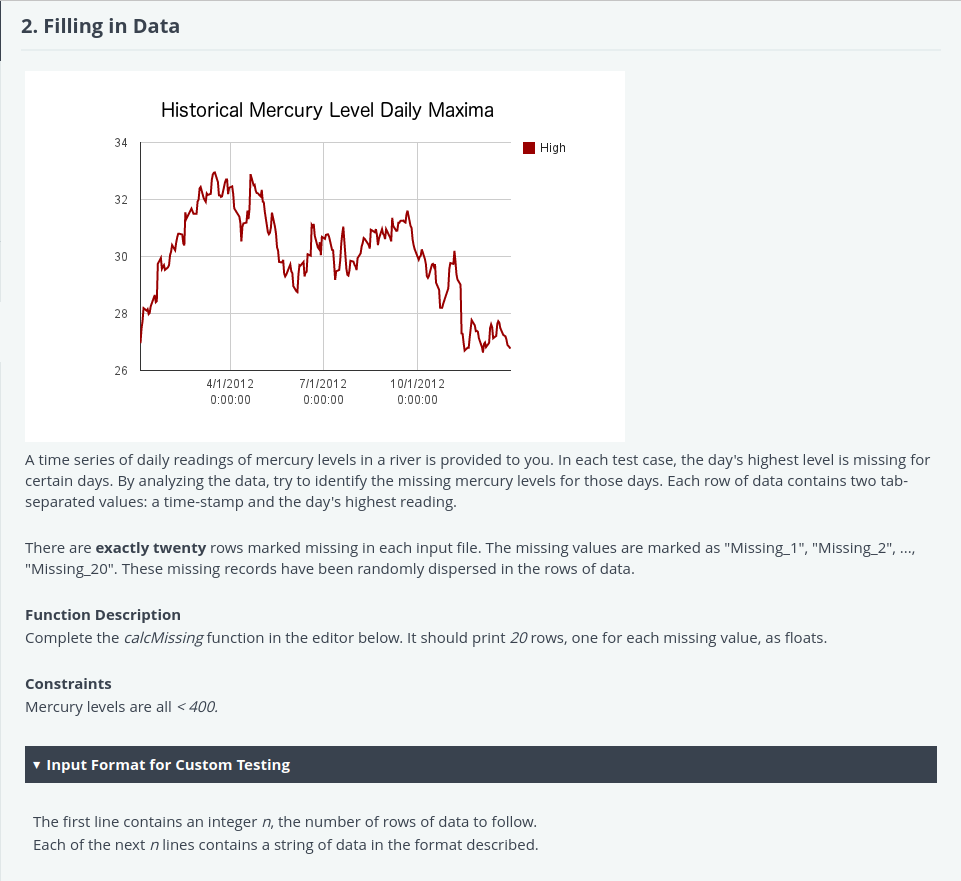 2. Filling in Data
Historical Mercury Level Daily Maxima
34
High
32
30
28
26
4/1/2012 7/1/2012 10/1/2012
0:00:00 0:00:00 0:00:00
A time series of daily readings of mercury levels in a river is provided to you. In each test case, the day's highest level is missing for
certain days. By analyzing the data, try to identify the missing mercury levels for those days. Each row of data contains two tab-
separated values: a time-stamp and the day's highest reading.
There are exactly twenty rows marked missing in each input file. The missing values are marked as "Missing_1", "Missing_2", ...,
"Missing_20". These missing records have been randomly dispersed in the rows of data.
Function Description
Complete the calcMissing function in the editor below. It should print 20 rows, one for each missing value, as floats.
Constraints
Mercury levels are all < 400.
▾ Input Format for Custom Testing
The first line contains an integer n, the number of rows of data to follow.
Each of the next n lines contains a string of data in the format described.